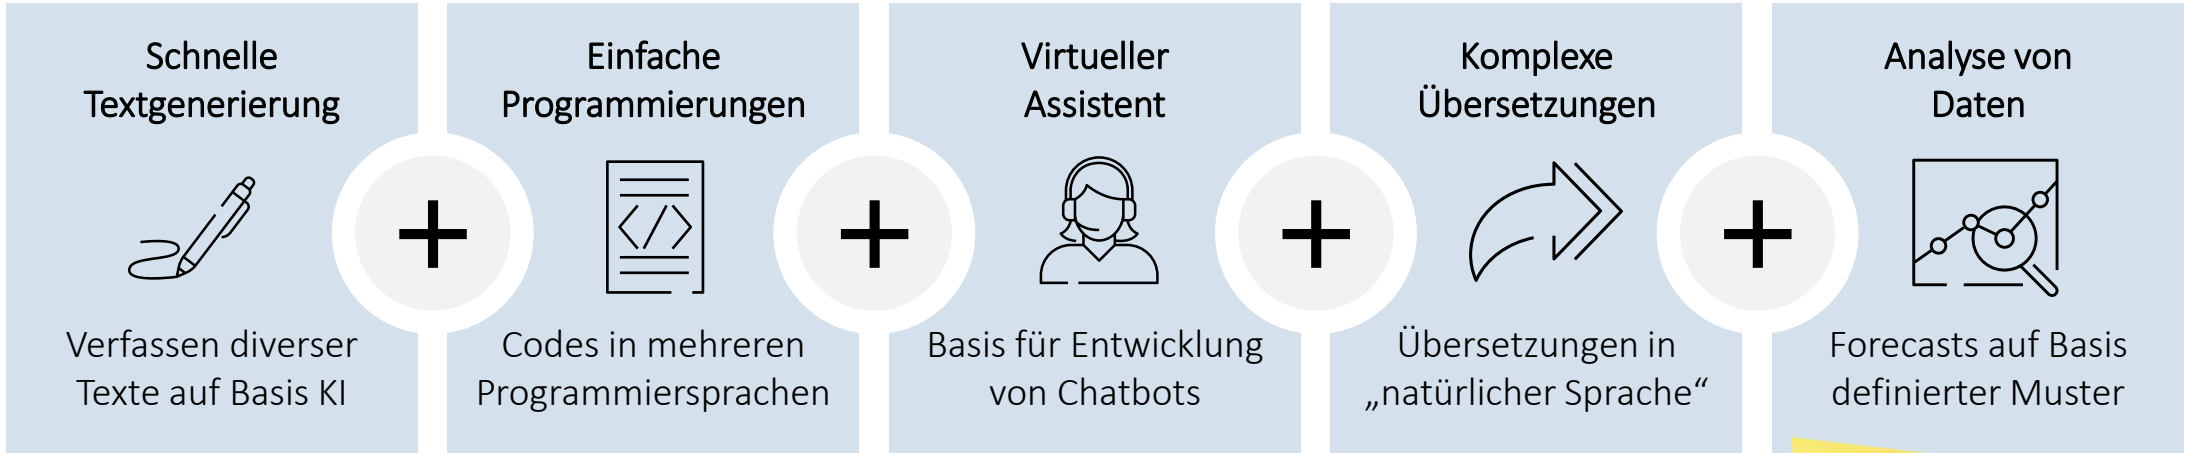 Schnelle
Textgenerierung
Verfassen diverser
Texte auf Basis KI
Einfache
Programmierungen
Codes in mehreren
Programmiersprachen
Virtueller
Assistent
Basis für Entwicklung
von Chatbots
Komplexe
Übersetzungen
Übersetzungen in
„natürlicher Sprache“
Analyse von
Daten
Forecasts auf Basis
definierter Muster